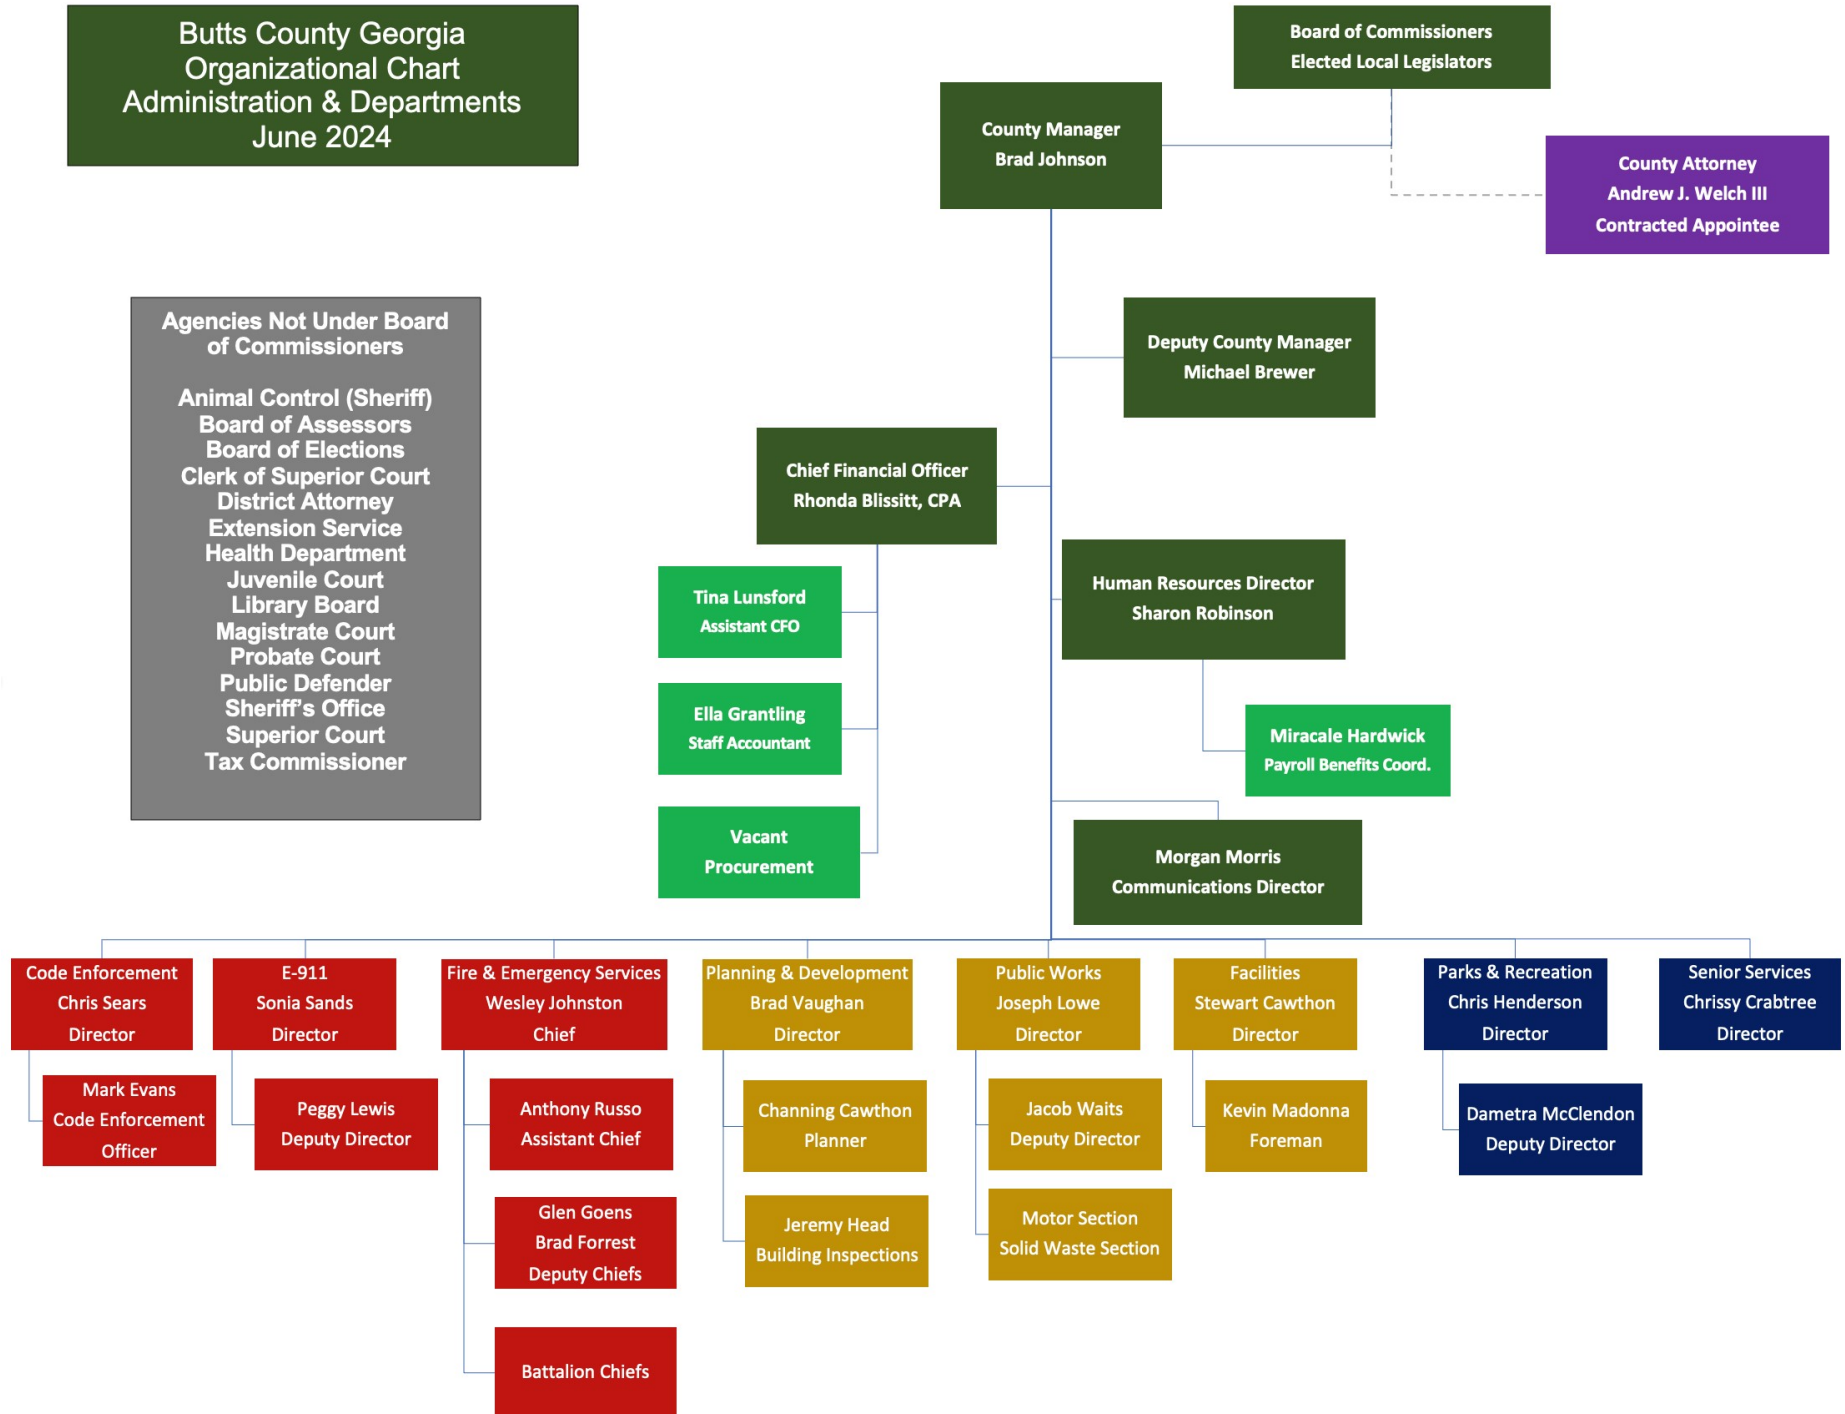 Butts County Georgia
Organizational Chart
Administration & Departments
June 2024
Board of Commissioners
Elected Local Legislators
County Manager
Brad Johnson
County Attorney
Andrew J. Welch III
Contracted Appointee
Agencies Not Under Board
of Commissioners
Animal Control (Sheriff)
Board of Assessors
Board of Elections
Clerk of Superior Court
District Attorney
Extension Service
Health Department
Juvenile Court
Library Board
Magistrate Court
Probate Court
Public Defender
Sheriff’s Office
Superior Court
Tax Commissioner
Deputy County Manager
Michael Brewer
Chief Financial Officer
Rhonda Blissitt, CPA
Tina Lunsford
Assistant CFO
Ella Grantling
Staff Accountant
Vacant
Procurement
Human Resources Director
Sharon Robinson
Miracale Hardwick
Payroll Benefits Coord.
Morgan Morris
Communications Director
Code Enforcement
Chris Sears
Director
Mark Evans
Code Enforcement
Officer
E-911
Sonia Sands
Director
Peggy Lewis
Deputy Director
Fire & Emergency Services
Wesley Johnston
Chief
Anthony Russo
Assistant Chief
Glen Goens
Brad Forrest
Deputy Chiefs
Battalion Chiefs
Planning & Development
Brad Vaughan
Director
Channing Cawthon
Planner
Jeremy Head
Building Inspections
Public Works
Joseph Lowe
Director
Jacob Waits
Deputy Director
Motor Section
Solid Waste Section
Facilities
Stewart Cawthon
Director
Kevin Madonna
Foreman
Parks & Recreation
Chris Henderson
Director
Dametra McClendon
Deputy Director
Senior Services
Chrissy Crabtree
Director